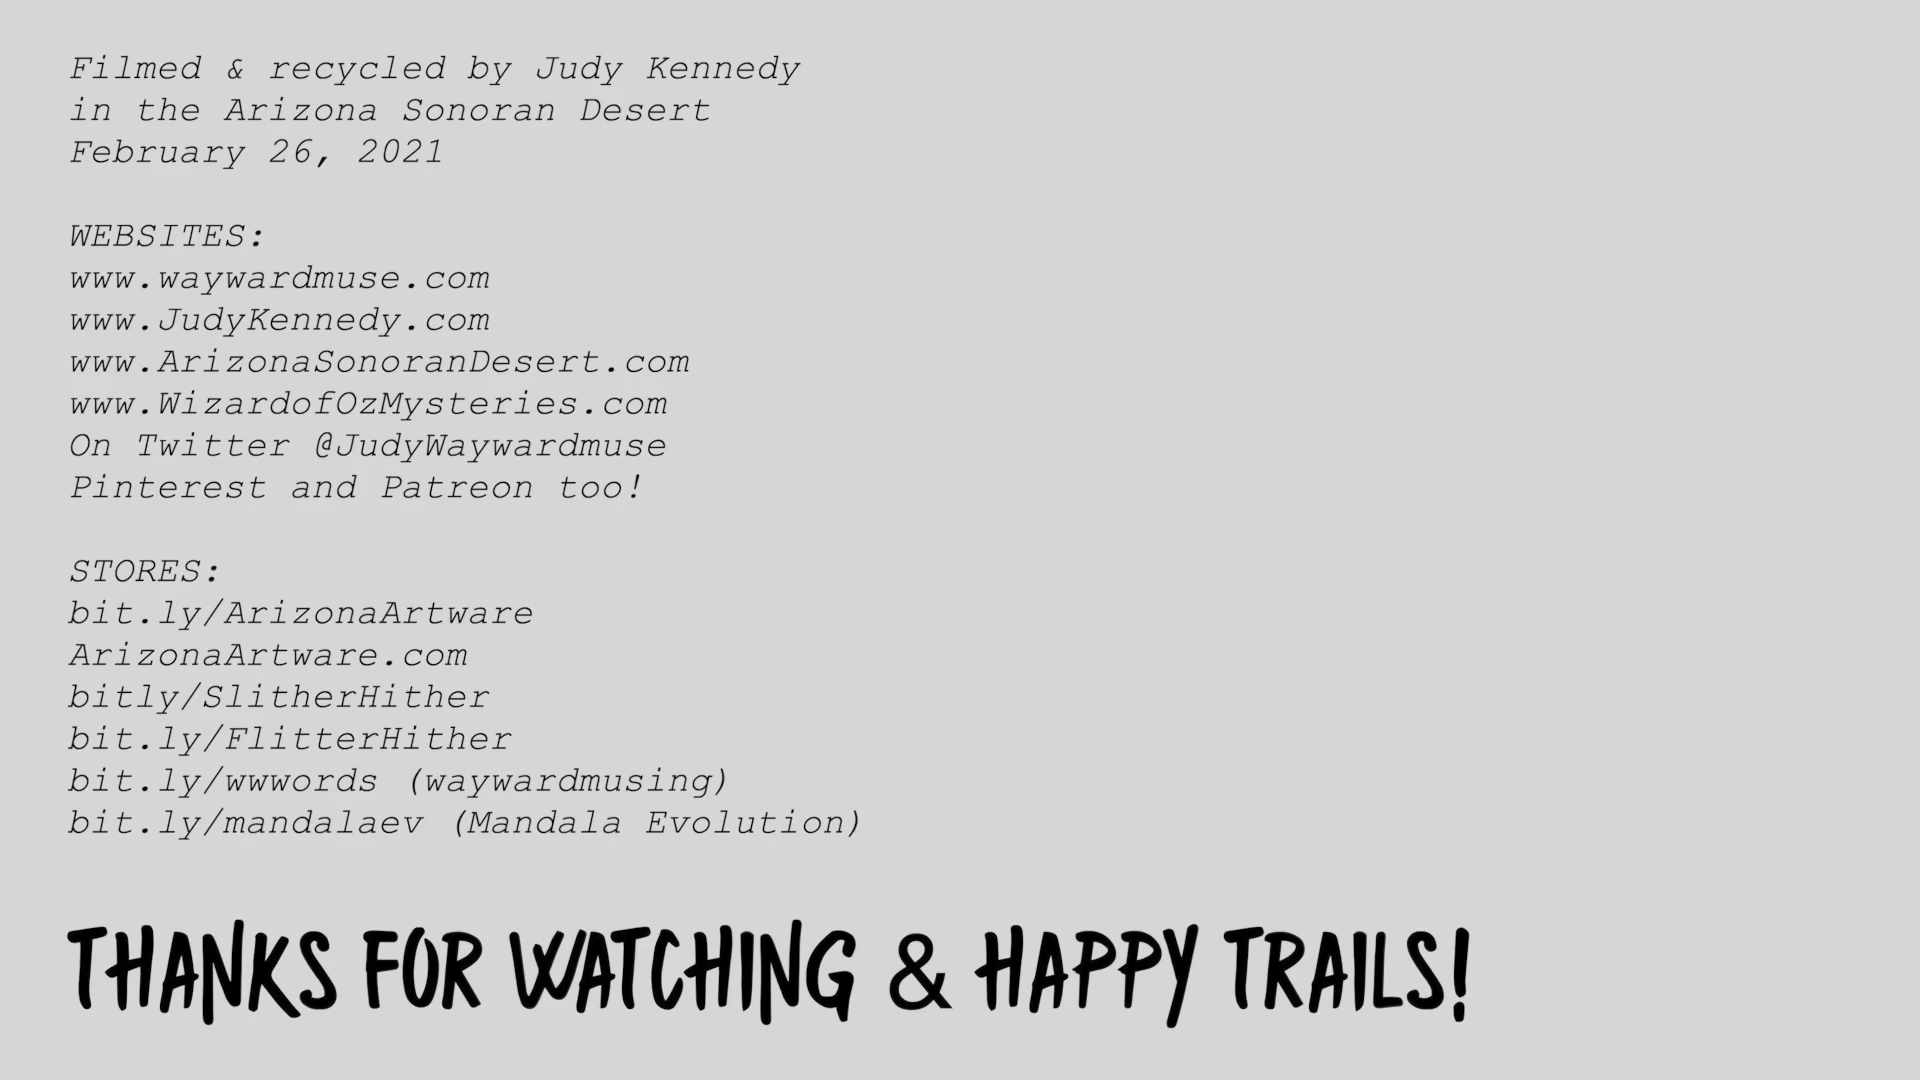 Filmed & recycled by Judy Kennedy
in the Arizona Sonoran Desert
February 26, 2021
WEBSITES:
www.waywardmuse.com
www.JudyKennedy.com
www.ArizonaSonoranDesert.com
www.WizardofOzMysteries.com
On Twitter @JudyWaywardmuse
Pinterest and Patreon too!
STORES:
bit.ly/ArizonaArtware
ArizonaArtware.com
bitly/SlitherHither
bit.ly/FlitterHither
bit.ly/wwwords (waywardmusing)
bit.ly/mandalaev (Mandala Evolution)
THANKS FOR WATCHING & HAPPY TRAILS!